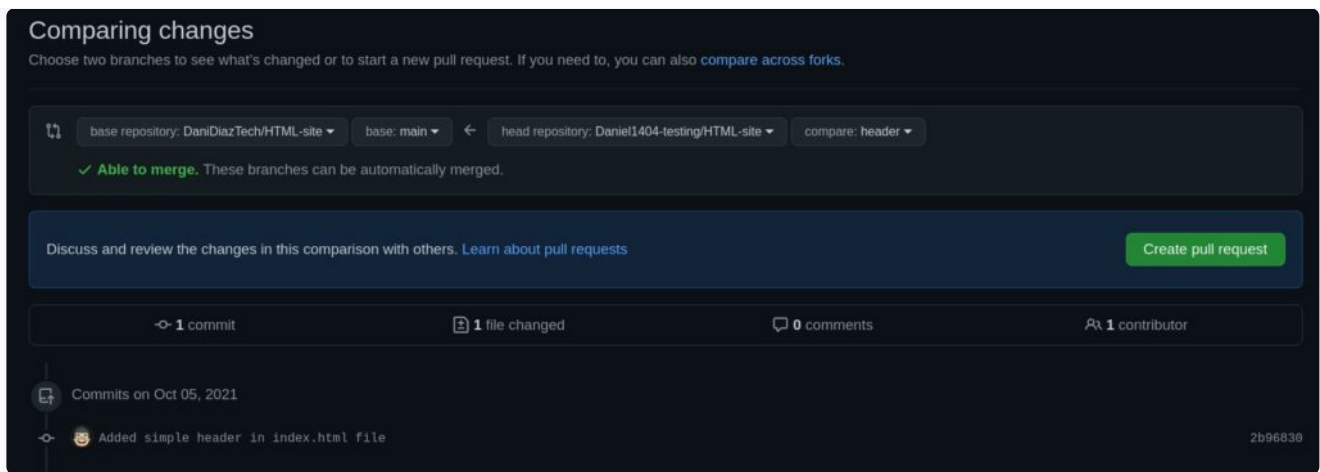 Comparing changes
Choose two branches to see what's changed or to start a new pull request. If you need to, you can also compare across forks.
base repository: DaniDiazTech/HTML-site base: main head repository: Daniel1404-testing/HTML-site compare: header
Able to merge. These branches can be automatically merged.
Discuss and review the changes in this comparison with others. Learn about pull requests Create pull request
1 commit 1 file changed 0 comments 1 contributor
Commits on Oct 05, 2021
Added simple header in index.html file 2b96830